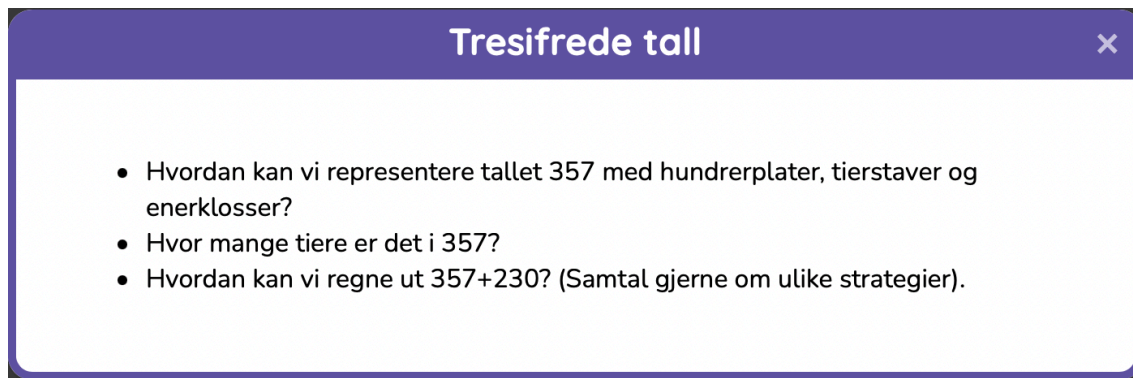 Tresifrede tall ×
• Hvordan kan vi representere tallet 357 med hundrerplater, tierstaver og
enerklosser?
• Hvor mange tiere er det i 357?
• Hvordan kan vi regne ut 357+230? (Samtal gjerne om ulike strategier).